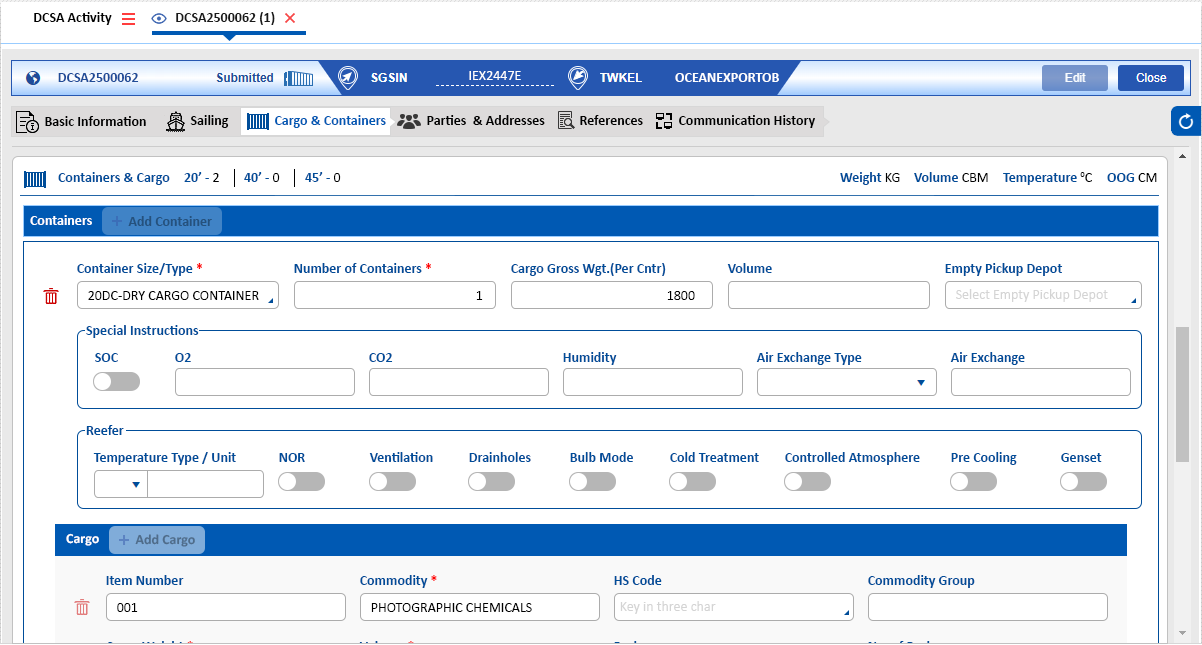 DCSA Activity DCSA2500062 (1)
DCSA2500062 Submitted SGSIN IEX2447E TWKEL OCEANEXPORTOB Edit Close
Basic Information Sailing Cargo & Containers Parties & Addresses References Communication History
Containers & Cargo 20’ - 2 40’ - 0 45’ - 0 Weight KG Volume CBM Temperature °C OOG CM
Containers + Add Container
Container Size/Type * Number of Containers * Cargo Gross Wgt.(Per Cntr) Volume Empty Pickup Depot
20DC-DRY CARGO CONTAINER 1 1800 Select Empty Pickup Depot
Special Instructions
SOC O2 CO2 Humidity Air Exchange Type Air Exchange
Reefer
Temperature Type / Unit NOR Ventilation Drainholes Bulb Mode Cold Treatment Controlled Atmosphere Pre Cooling Genset
Cargo + Add Cargo
Item Number Commodity * HS Code Commodity Group
001 PHOTOGRAPHIC CHEMICALS Key in three char